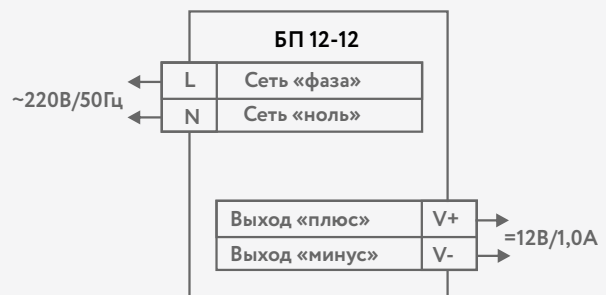 БП 12-12
L Сеть «фаза»
~220В/50Гц
N Сеть «ноль»
Выход «плюс» V+
=12В/1,0А
Выход «минус» V-